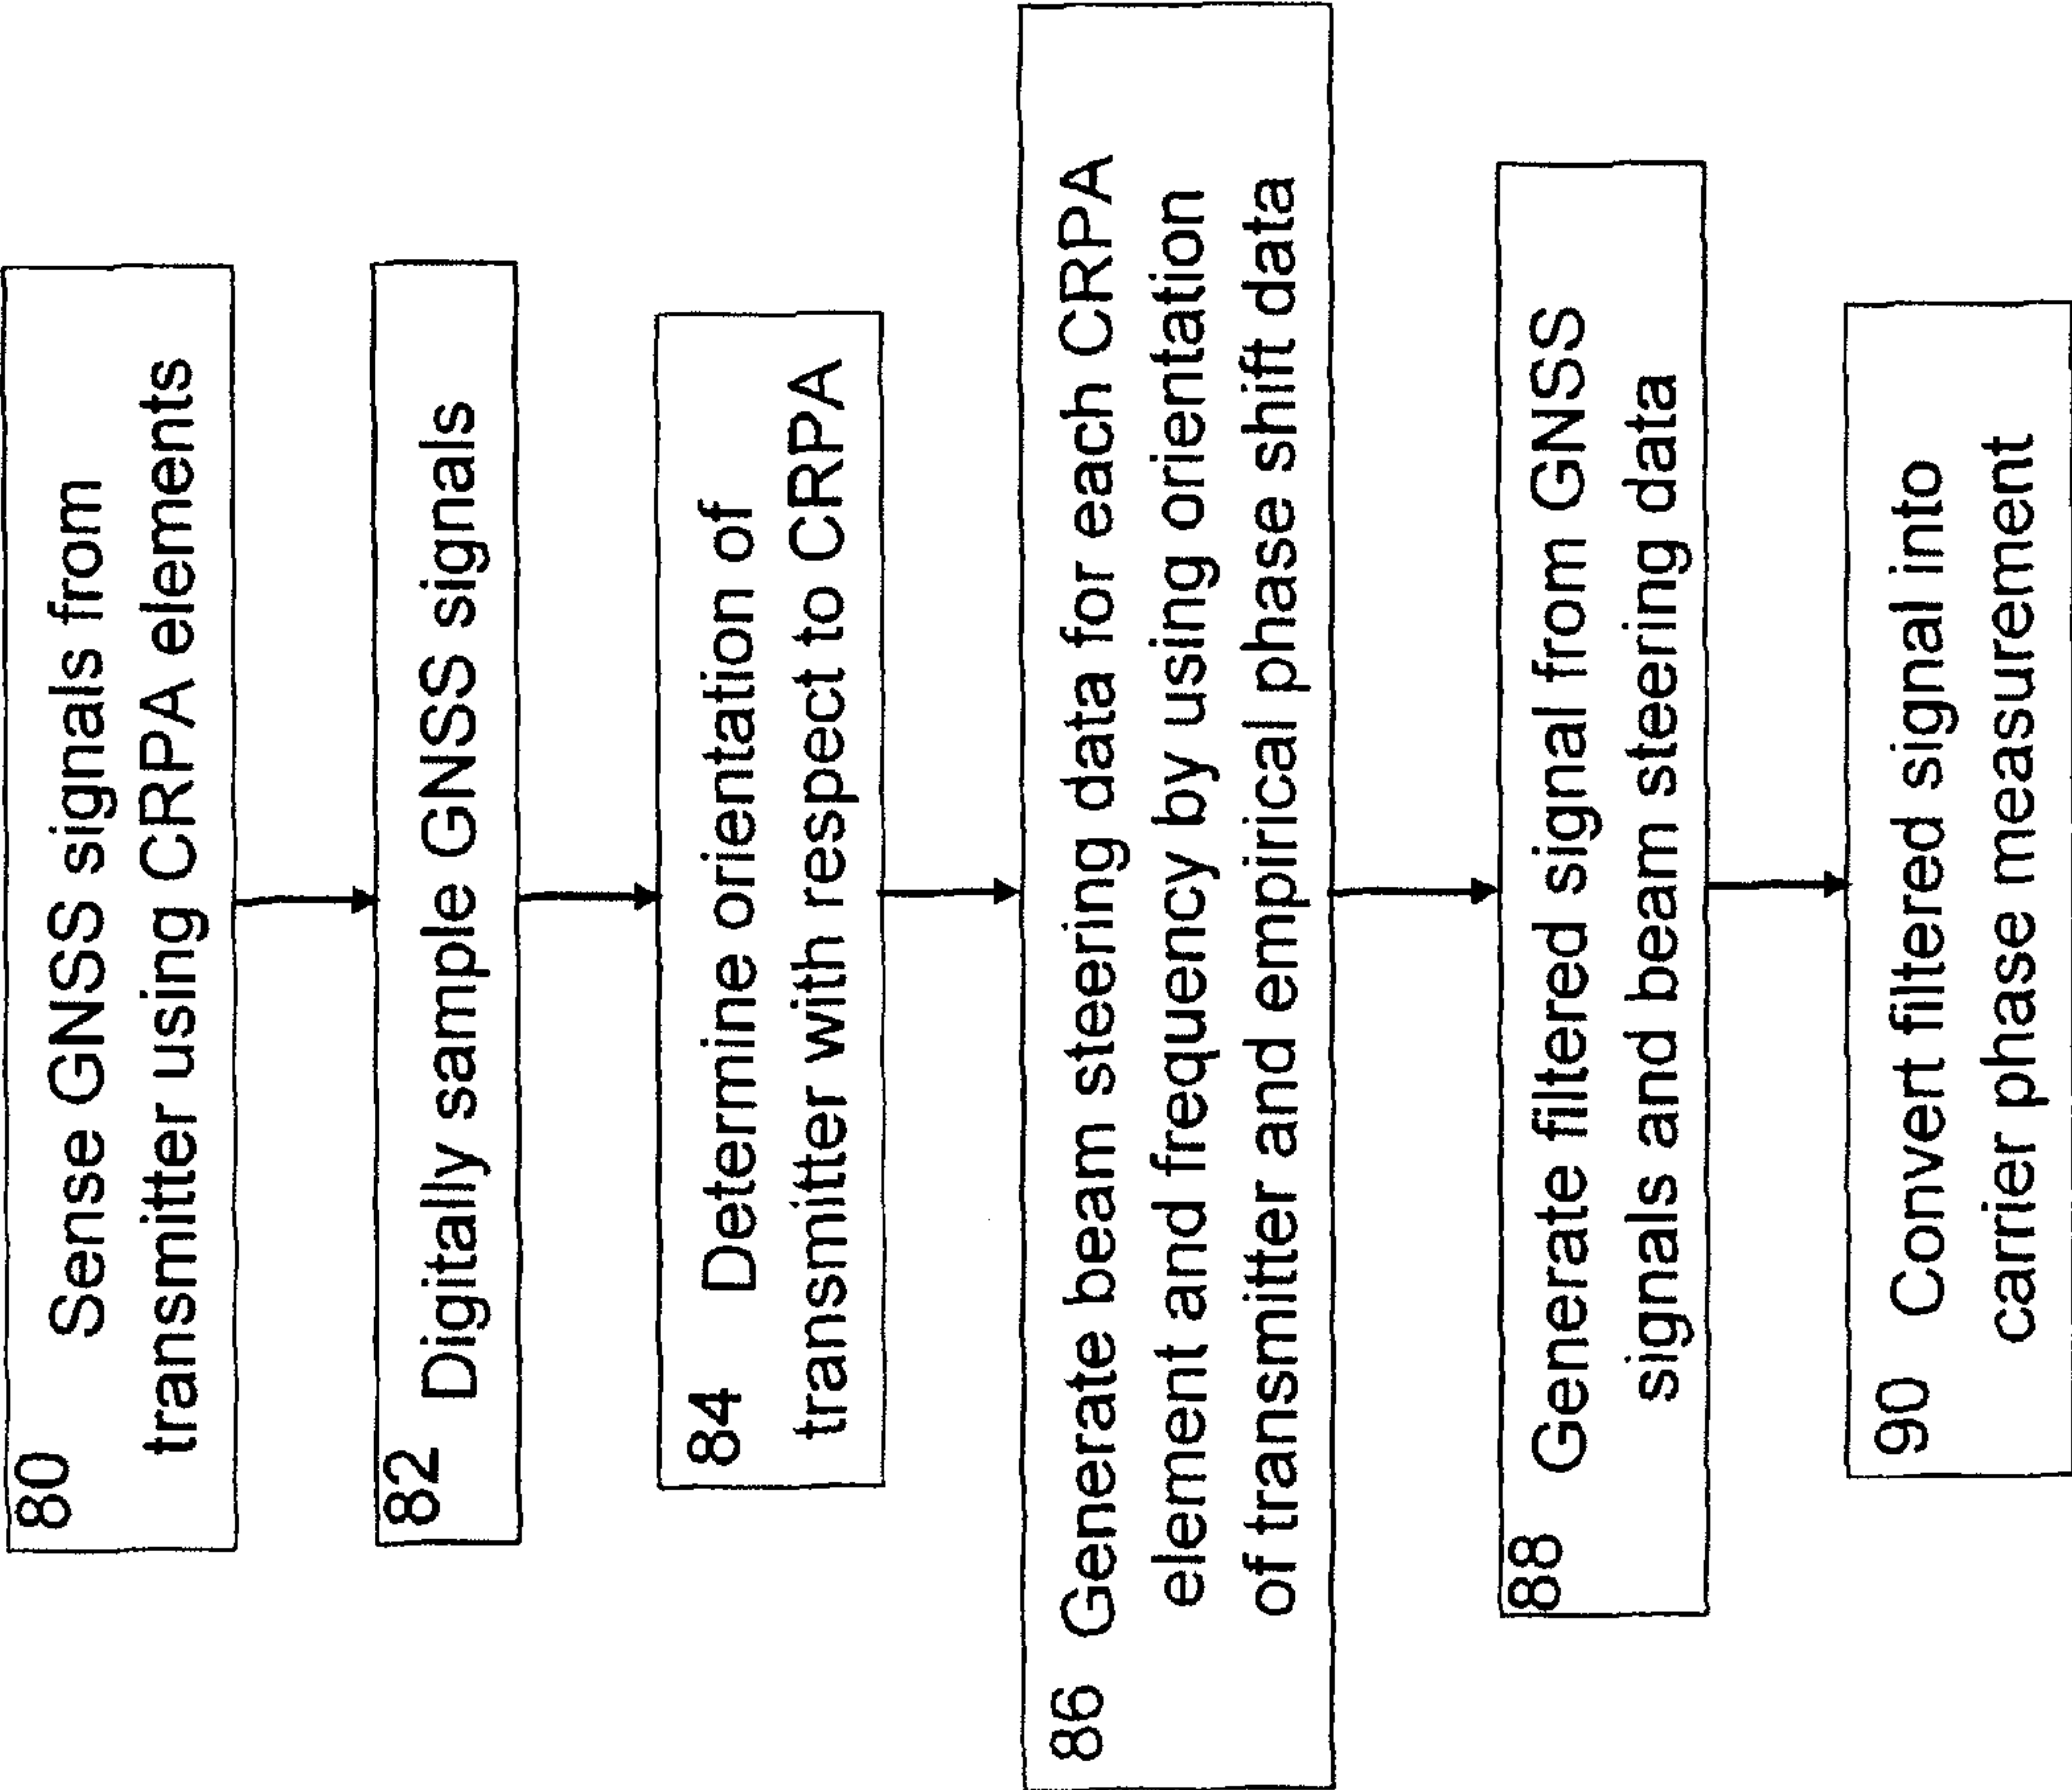 80 Sense GNSS signals from
transmitter using CRPA elements
82 Digitally sample GNSS signals
84 Determine orientation of
transmitter with respect to CRPA
86 Generate beam steering data for each CRPA
element and frequency by using orientation
of transmitter and empirical phase shift data
88 Generate filtered signal from GNSS
signals and beam steering data
90 Convert filtered signal into
carrier phase measurement